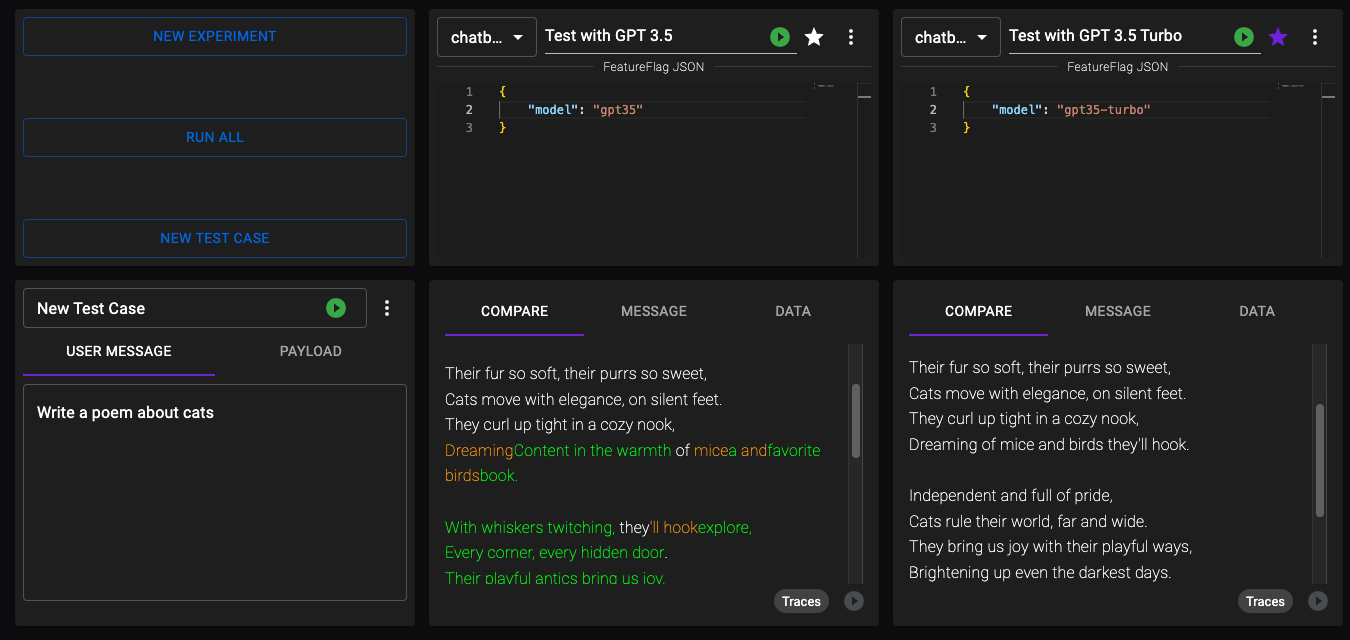 NEW EXPERIMENT
RUN ALL
NEW TEST CASE
chatb...
Test with GPT 3.5
FeatureFlag JSON
1 {
2 "model": "gpt35"
3 }
chatb...
Test with GPT 3.5 Turbo
FeatureFlag JSON
1 {
2 "model": "gpt35-turbo"
3 }
New Test Case
USER MESSAGE PAYLOAD
Write a poem about cats
COMPARE MESSAGE DATA
Their fur so soft, their purrs so sweet,
Cats move with elegance, on silent feet.
They curl up tight in a cozy nook,
DreamingContent in the warmth of micea andfavorite
birdsbook.
With whiskers twitching, they'll hookexplore,
Every corner, every hidden door.
Their playful antics bring us joy,
Traces
COMPARE MESSAGE DATA
Their fur so soft, their purrs so sweet,
Cats move with elegance, on silent feet.
They curl up tight in a cozy nook,
Dreaming of mice and birds they'll hook.
Independent and full of pride,
Cats rule their world, far and wide.
They bring us joy with their playful ways,
Brightening up even the darkest days.
Traces